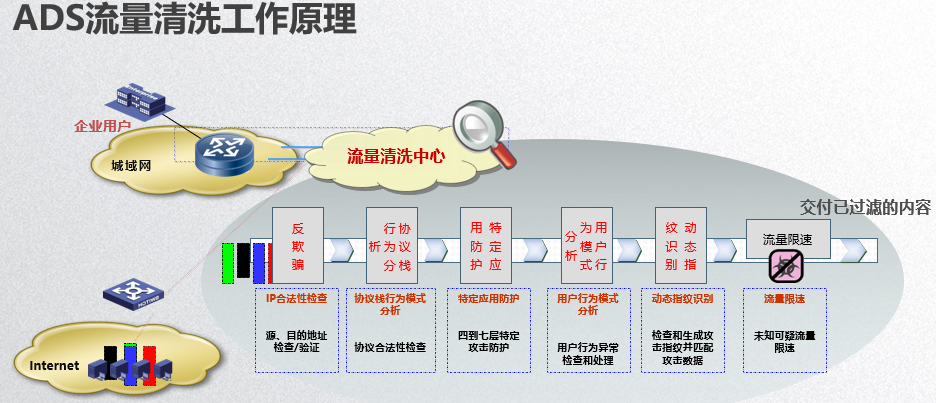 ADS流量清洗工作原理
企业用户
城域网
流量清洗中心
交付已过滤的内容
反欺骗
协议栈行为分析
特定应用防护
用户行为模式分析
动态指纹识别
流量限速
IP合法性检查
源、目的地址
检查/验证
协议栈行为模式
分析
协议合法性检查
特定应用防护
四到七层特定
攻击防护
用户行为模式
分析
用户行为异常
检查和处理
动态指纹识别
检查和生成攻
击指纹并匹配
攻击数据
流量限速
未知可疑流量
限速
Internet